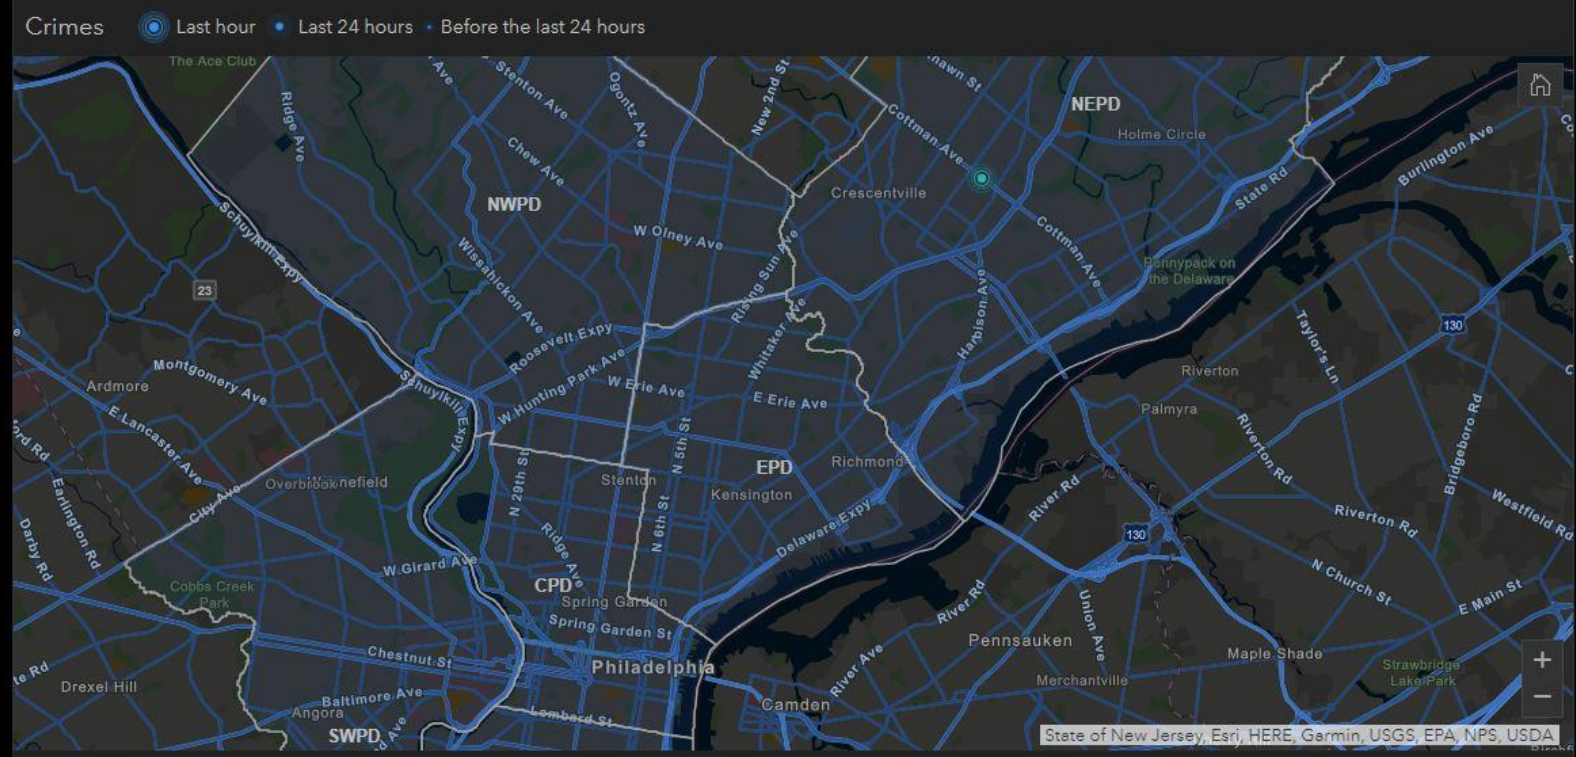 Crimes Last hour Last 24 hours Before the last 24 hours
The Ace Club
Stenton Ave
Ogontz Ave
New 2nd St
Ridge Ave
Chew Ave
Cottman Ave
NEPD
Holme Circle
Burlington Ave
State Rd
Crescentville
NWPD
W Olney Ave
Rising Sun Ave
Cottman Ave
Schuylkill Expy
Wissahickon Ave
Pennypack on
the Delaware
23
Harbison Ave
Whitaker Ave
Roosevelt Expy
130
Taylor's Ln
Ardmore
Montgomery Ave
Schuylkill Expy
W Hunting Park Ave
W Erie Ave
E Erie Ave
Riverton
Palmyra
E Lancaster Ave
N 5th St
EPD
Richmond
Riverton Rd
Bridgeboro Rd
Overbrook
City Ave
N 29th St
Stenton
Kensington
River Rd
Earlington Rd
Darby Rd
N 6th St
Delaware Expy
130
Riverton Rd
Westfield Rd
Ridge Ave
W Girard Ave
Cobbs Creek
Park
CPD
Spring Garden
Spring Garden St
River Rd
Union Ave
N Church St
E Main St
Chestnut St
Philadelphia
Pennsauken
Maple Shade
Merchantville
Strawbridge
Lake Park
River Ave
Drexel Hill
Baltimore Ave
Angora
SWPD
Lombard St
Camden
+
−
State of New Jersey, Esri, HERE, Garmin, USGS, EPA, NPS, USDA